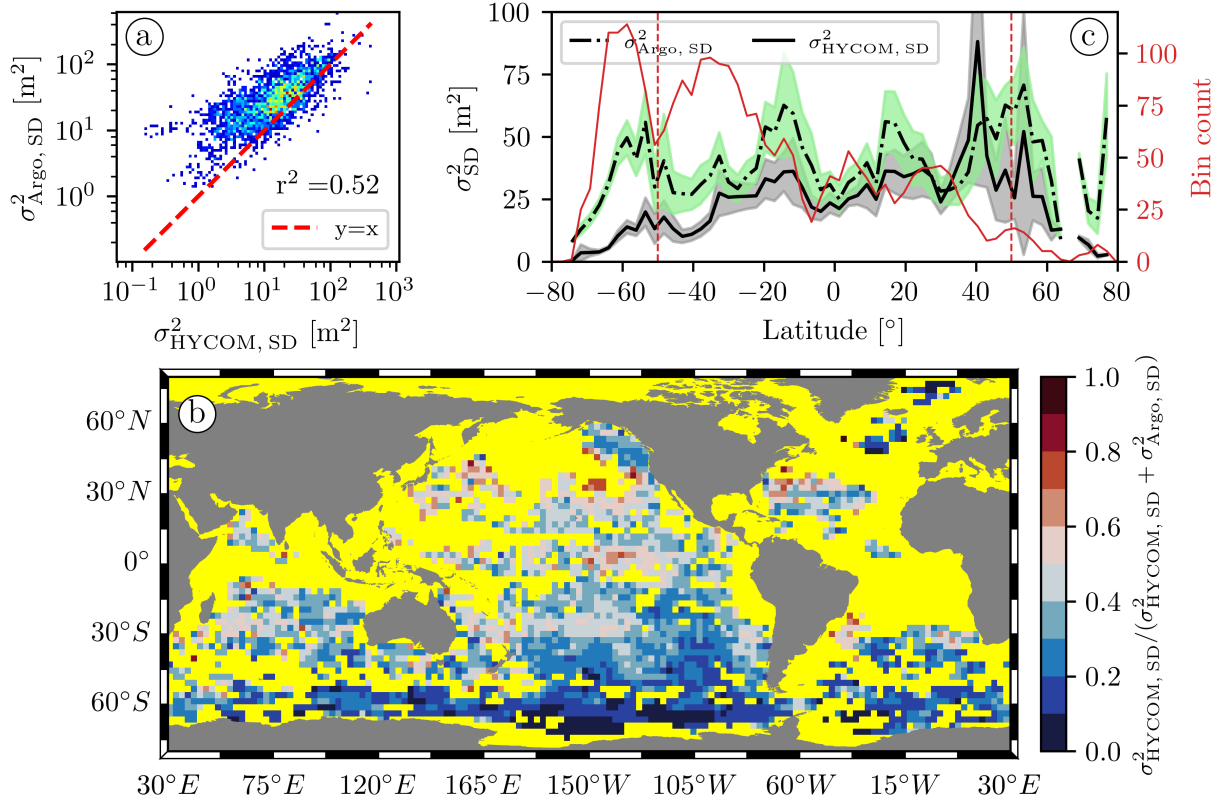 a
σ²Argo, SD [m²]
10²
10¹
10⁰
r² =0.52
y=x
10⁻¹ 10⁰ 10¹ 10² 10³
σ²HYCOM, SD [m²]
c
σ²Argo, SD σ²HYCOM, SD
σ²SD [m²]
100
75
50
25
0
100
75
50
25
0
Bin count
−80 −60 −40 −20 0 20 40 60 80
Latitude [°]
b
60°N
30°N
0°
30°S
60°S
30°E 75°E 120°E 165°E 150°W 105°W 60°W 15°W 30°E
1.0
0.8
0.6
0.4
0.2
0.0
σ²HYCOM, SD/(σ²HYCOM, SD + σ²Argo, SD)